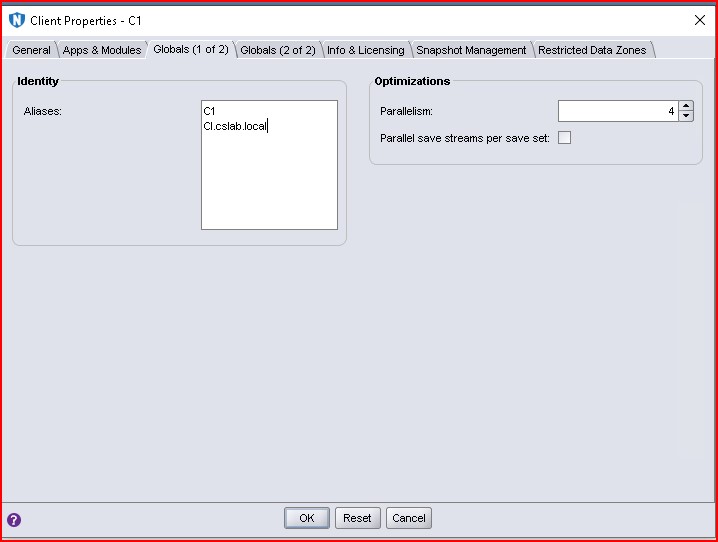 Client Properties - C1
General
Apps & Modules
Globals (1 of 2)
Globals (2 of 2)
Info & Licensing
Snapshot Management
Restricted Data Zones
Identity
Aliases:
C1
Cl.cslab.local
Optimizations
Parallelism:
4
Parallel save streams per save set:
OK
Reset
Cancel